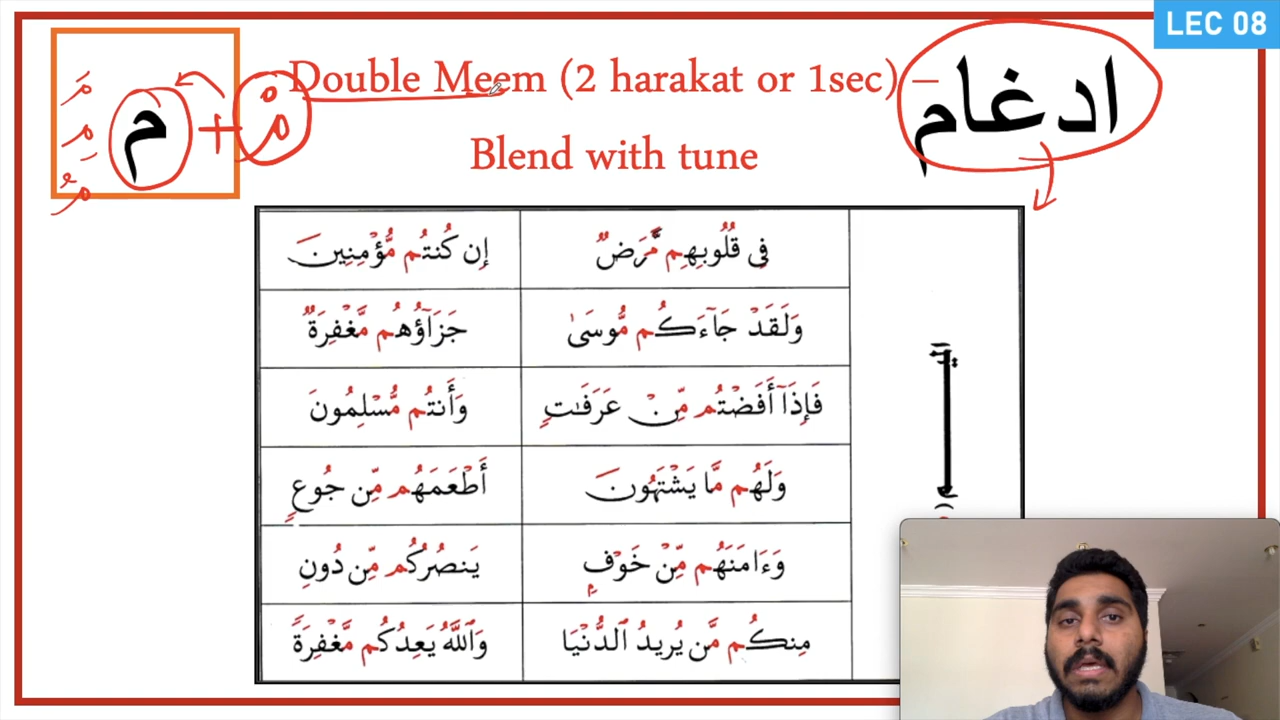 LEC 08
Double Meem (2 harakat or 1sec) – ادغام
Blend with tune
مْ + م
مَ
مِ
مُ
فِى قُلُوبِهِم مَّرَضٌ
إِن كُنتُم مُّؤْمِنِينَ
وَلَقَدْ جَآءَكُم مُّوسَىٰ
جَزَآؤُهُم مَّغْفِرَةٌ
فَإِذَآ أَفَضْتُم مِّنْ عَرَفَـٰتٍ
وَأَنتُم مُّسْلِمُونَ
وَلَهُم مَّا يَشْتَهُونَ
أَطْعَمَهُم مِّن جُوعٍ
وَءَامَنَهُم مِّنْ خَوْفٍ
يَنصُرُكُم مِّن دُونِ
مِنكُم مَّن يُرِيدُ ٱلدُّنْيَا
وَٱللَّهُ يَعِدُكُم مَّغْفِرَةً